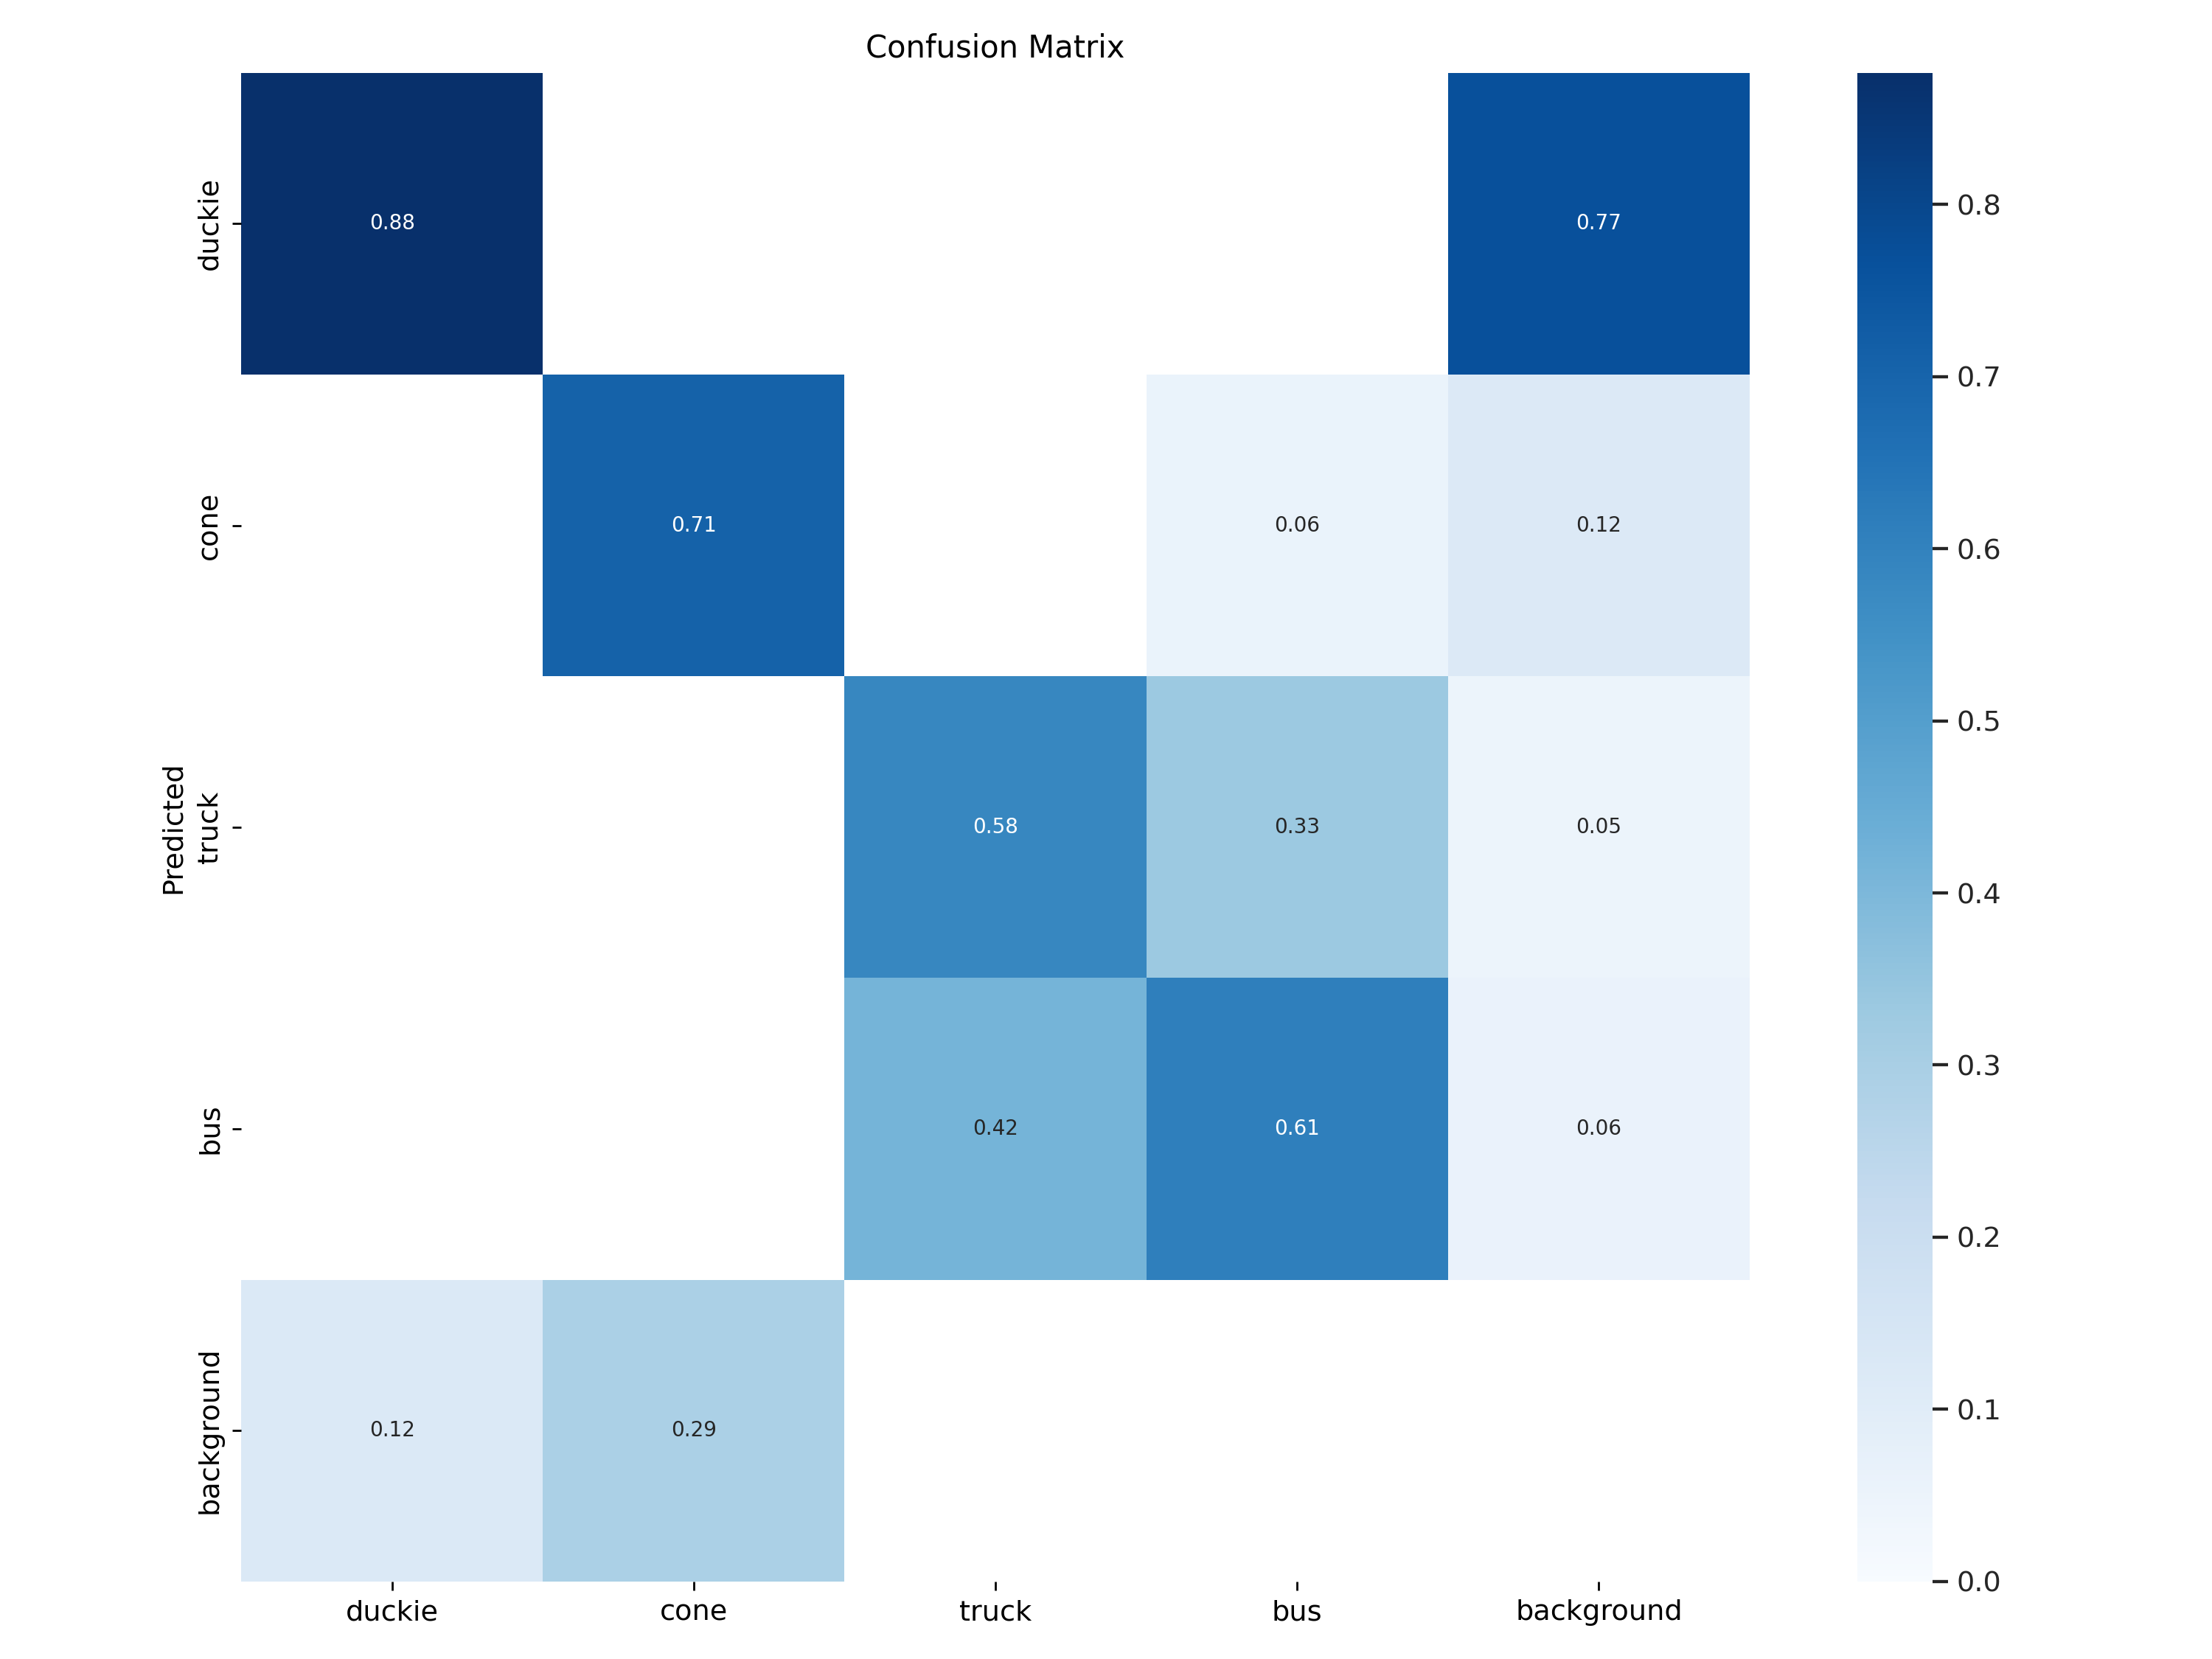 Confusion Matrix
duckie
0.88
0.77
cone
0.71
0.06
0.12
Predicted
truck
0.58
0.33
0.05
bus
0.42
0.61
0.06
background
0.12
0.29
duckie
cone
truck
bus
background
0.8
0.7
0.6
0.5
0.4
0.3
0.2
0.1
0.0